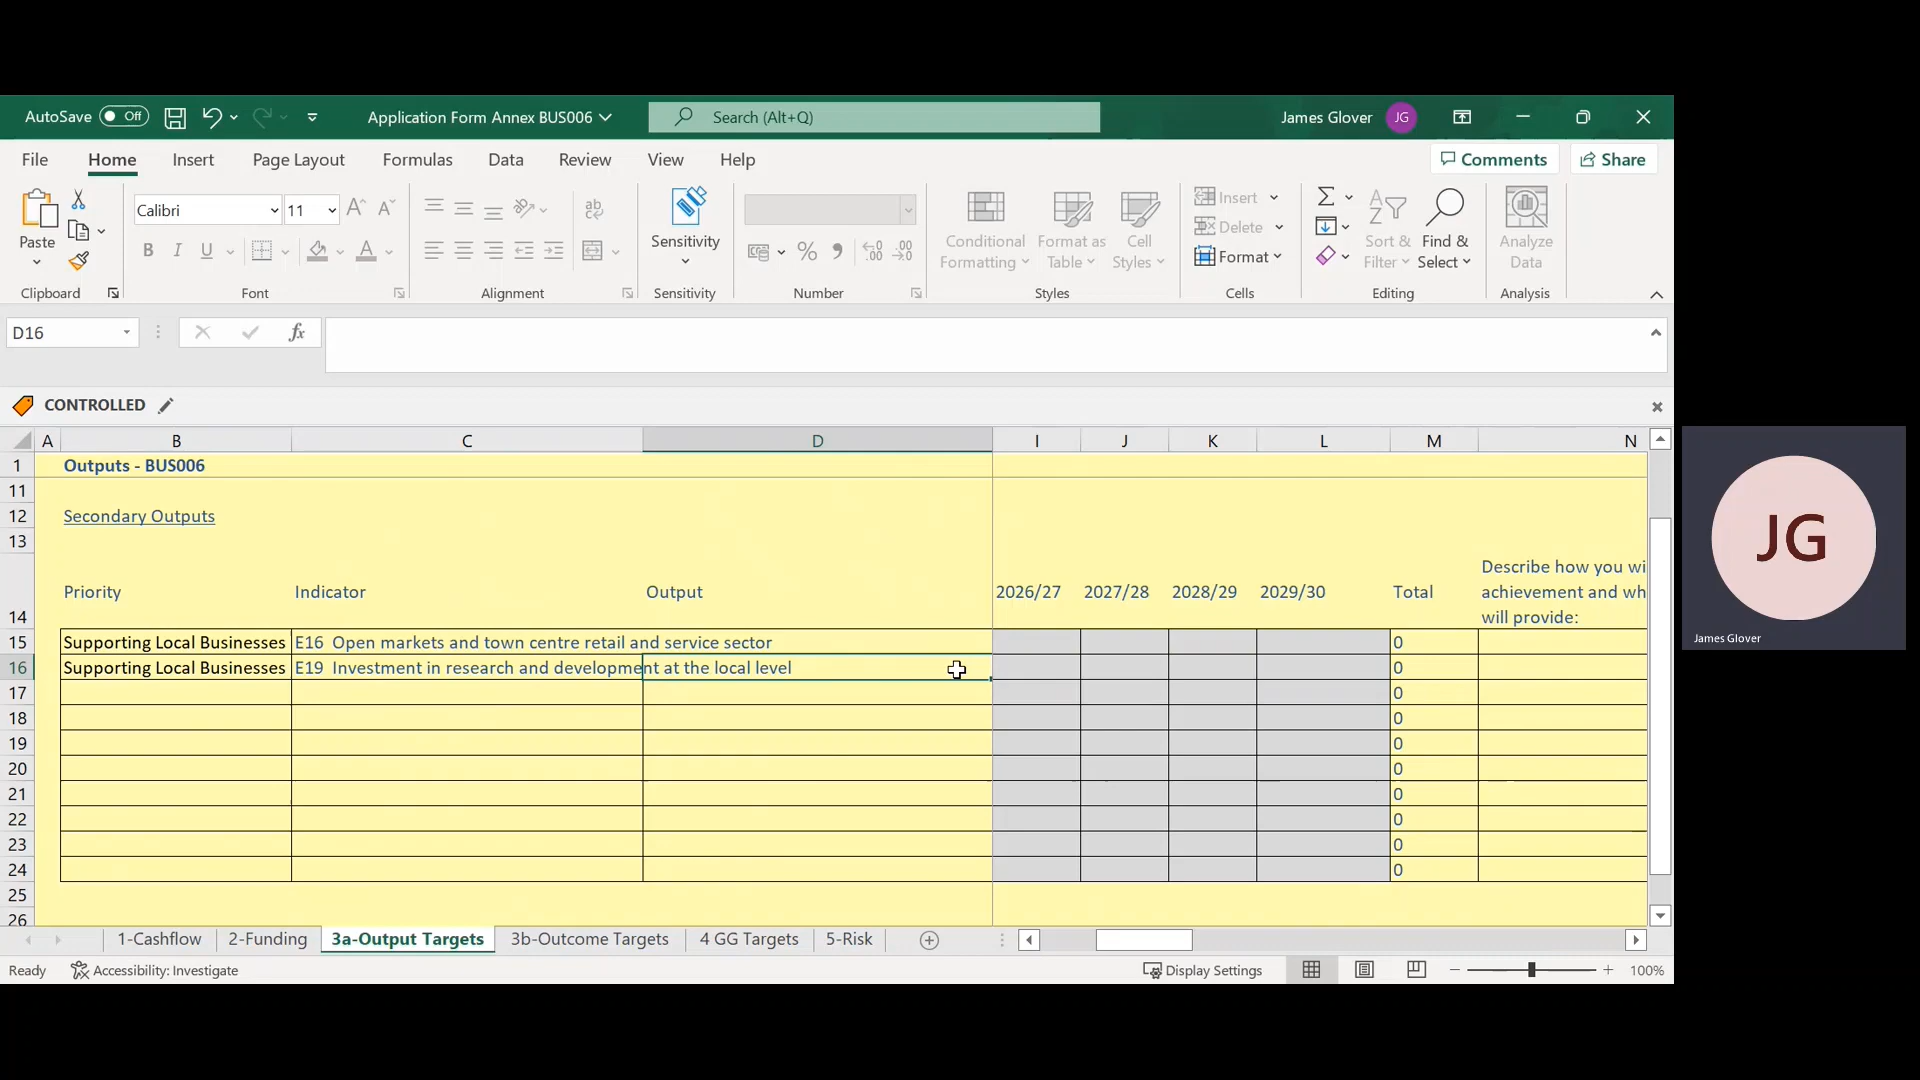 AutoSave Off Application Form Annex BUS006 Search (Alt+Q) James Glover JG
File Home Insert Page Layout Formulas Data Review View Help Comments Share
Calibri 11
Paste
B I U A
ab
Sensitivity
Conditional Formatting
Format as Table
Cell Styles
Insert
Delete
Format
Sort & Filter
Find & Select
Analyze Data
Clipboard Font Alignment Sensitivity Number Styles Cells Editing Analysis
D16 fx
CONTROLLED
A B C D I J K L M N
1 Outputs - BUS006
11
12 Secondary Outputs
13
Describe how you wi
Priority Indicator Output 2026/27 2027/28 2028/29 2029/30 Total achievement and wh
14 will provide:
15 Supporting Local Businesses E16 Open markets and town centre retail and service sector 0
16 Supporting Local Businesses E19 Investment in research and development at the local level 0
17 0
18 0
19 0
20 0
21 0
22 0
23 0
24 0
25
26
1-Cashflow 2-Funding 3a-Output Targets 3b-Outcome Targets 4 GG Targets 5-Risk
Ready Accessibility: Investigate Display Settings 100%
JG
James Glover